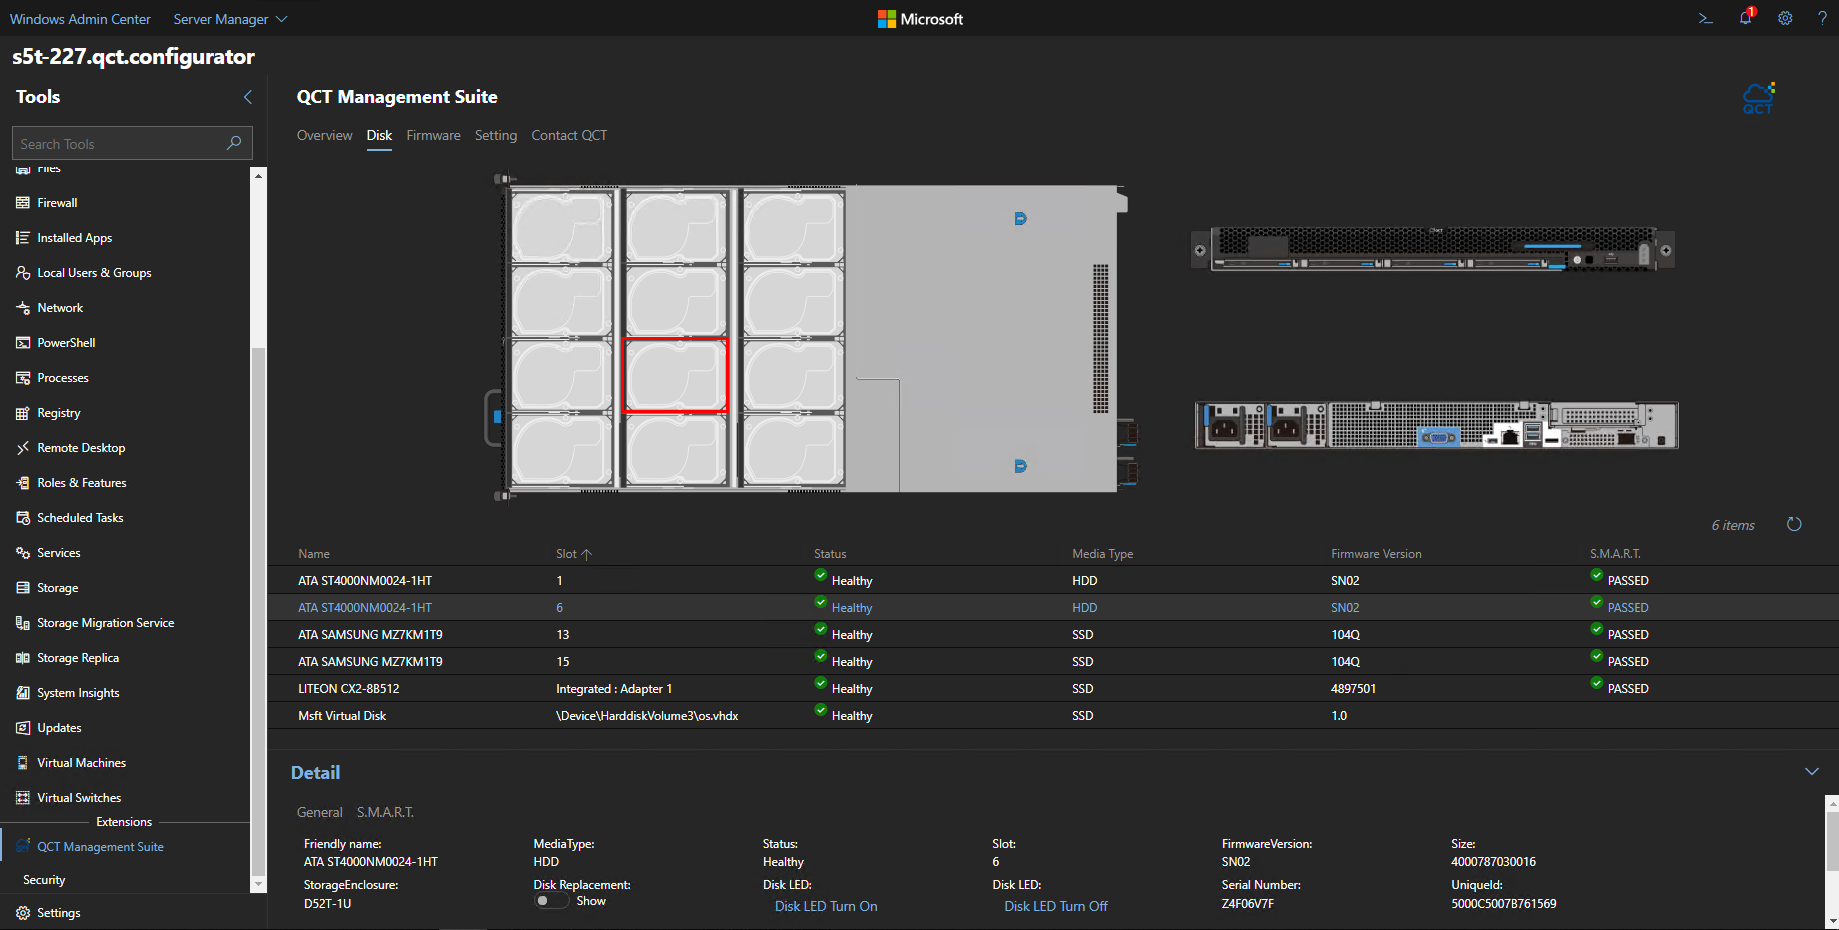 Windows Admin Center
Server Manager
Microsoft
1
s5t-227.qct.configurator
Tools
Search Tools
Files
Firewall
Installed Apps
Local Users & Groups
Network
PowerShell
Processes
Registry
Remote Desktop
Roles & Features
Scheduled Tasks
Services
Storage
Storage Migration Service
Storage Replica
System Insights
Updates
Virtual Machines
Virtual Switches
Extensions
QCT Management Suite
Security
Settings
QCT Management Suite
QCT
Overview Disk Firmware Setting Contact QCT
6 items
Name Slot Status Media Type Firmware Version S.M.A.R.T.
ATA ST4000NM0024-1HT 1 Healthy HDD SN02 PASSED
ATA ST4000NM0024-1HT 6 Healthy HDD SN02 PASSED
ATA SAMSUNG MZ7KM1T9 13 Healthy SSD 104Q PASSED
ATA SAMSUNG MZ7KM1T9 15 Healthy SSD 104Q PASSED
LITEON CX2-8B512 Integrated : Adapter 1 Healthy SSD 4897501 PASSED
Msft Virtual Disk \Device\HarddiskVolume3\os.vhdx Healthy SSD 1.0
Detail
General S.M.A.R.T.
Friendly name: MediaType: Status: Slot: FirmwareVersion: Size:
ATA ST4000NM0024-1HT HDD Healthy 6 SN02 4000787030016
StorageEnclosure: Disk Replacement: Disk LED: Disk LED: Serial Number: UniqueId:
D52T-1U Show Disk LED Turn On Disk LED Turn Off Z4F06V7F 5000C5007B761569